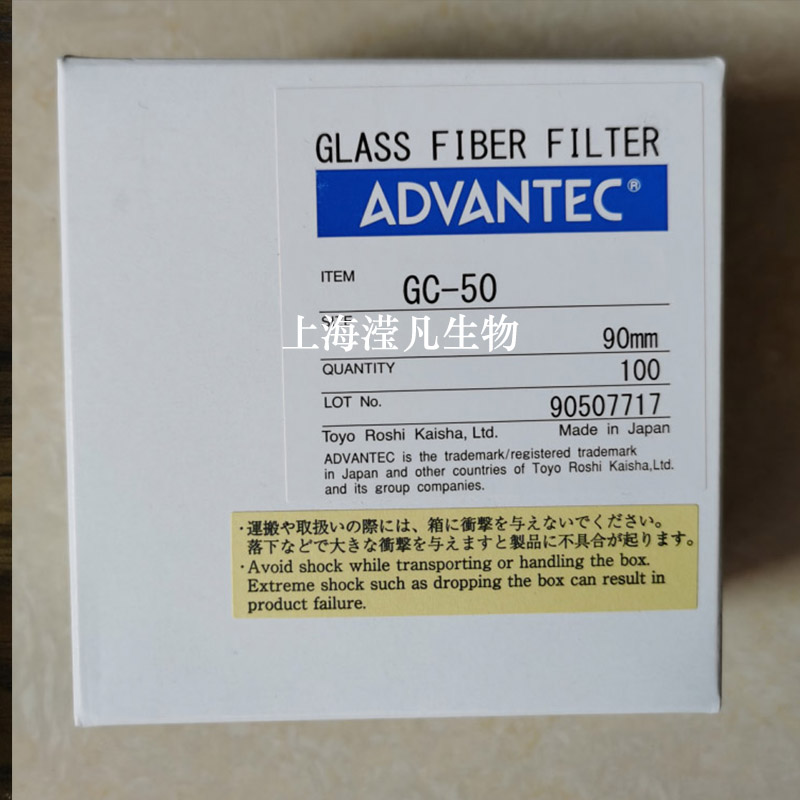 GLASS FIBER FILTER
ADVANTEC®
ITEM GC-50
SIZE 90mm
上海滢凡生物
QUANTITY 100
LOT No. 90507717
Toyo Roshi Kaisha, Ltd. Made in Japan
ADVANTEC is the trademark/registered trademark
in Japan and other countries of Toyo Roshi Kaisha,Ltd.
and its group companies.
・運搬や取扱いの際には、箱に衝撃を与えないでください。
落下などで大きな衝撃を与えますと製品に不具合が起ります。
・Avoid shock while transporting or handling the box.
Extreme shock such as dropping the box can result in
product failure.